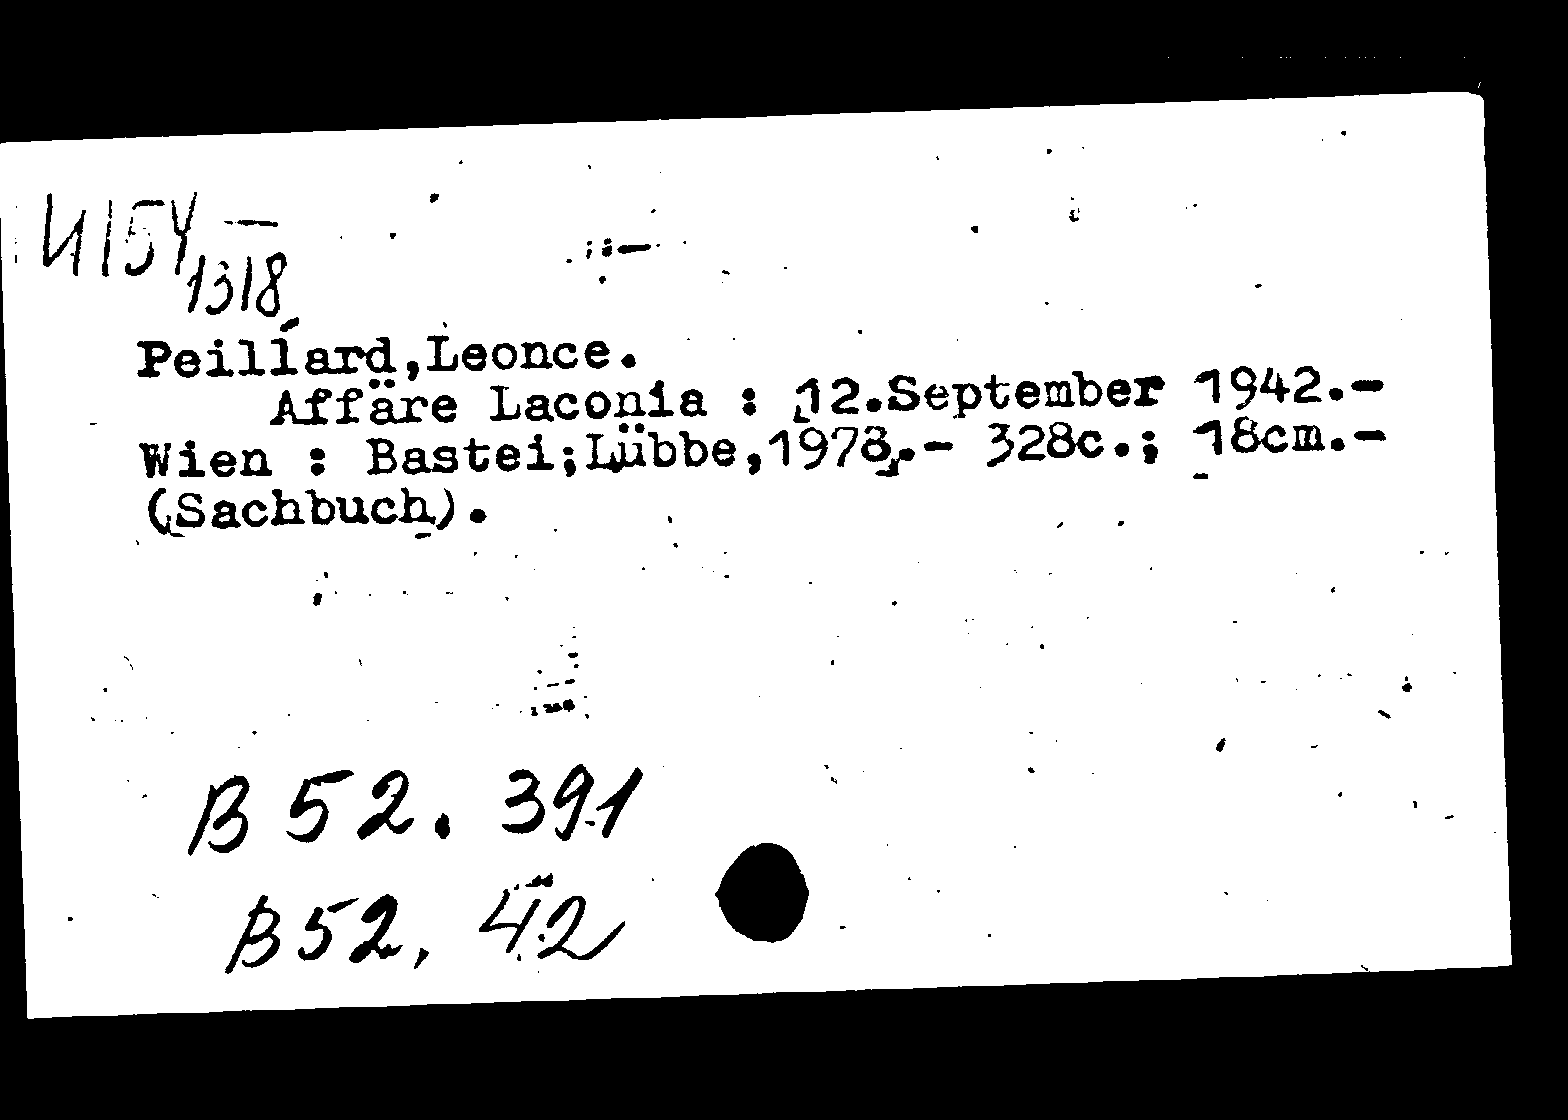 И154
1318
Peillard,Leonce.
Affäre Laconia : 12.September 1942.-
Wien : Bastei;Lübbe,1978.- 328c.; 18cm.-
(Sachbuch).
В 52. 391
В 52. 42